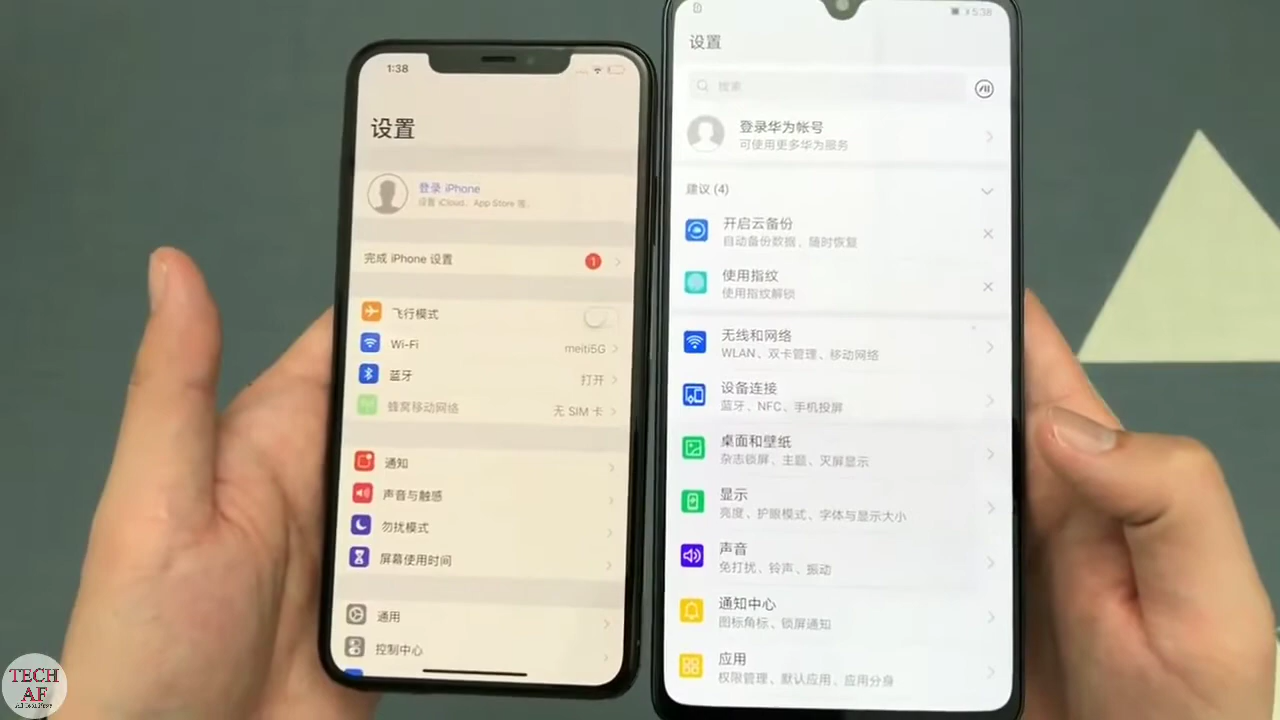 1:38
设置
登录 iPhone
设置 iCloud、App Store 等。
完成 iPhone 设置
1
飞行模式
Wi-Fi
meiti5G
蓝牙
打开
蜂窝移动网络
无 SIM 卡
通知
声音与触感
勿扰模式
屏幕使用时间
通用
控制中心
5:38
设置
搜索
登录华为帐号
可使用更多华为服务
建议 (4)
开启云备份
自动备份数据，随时恢复
使用指纹
使用指纹解锁
无线和网络
WLAN、双卡管理、移动网络
设备连接
蓝牙、NFC、手机投屏
桌面和壁纸
杂志锁屏、主题、灭屏显示
显示
亮度、护眼模式、字体与显示大小
声音
免打扰、铃声、振动
通知中心
图标角标、锁屏通知
应用
权限管理、默认应用、应用分身
TECH
AF